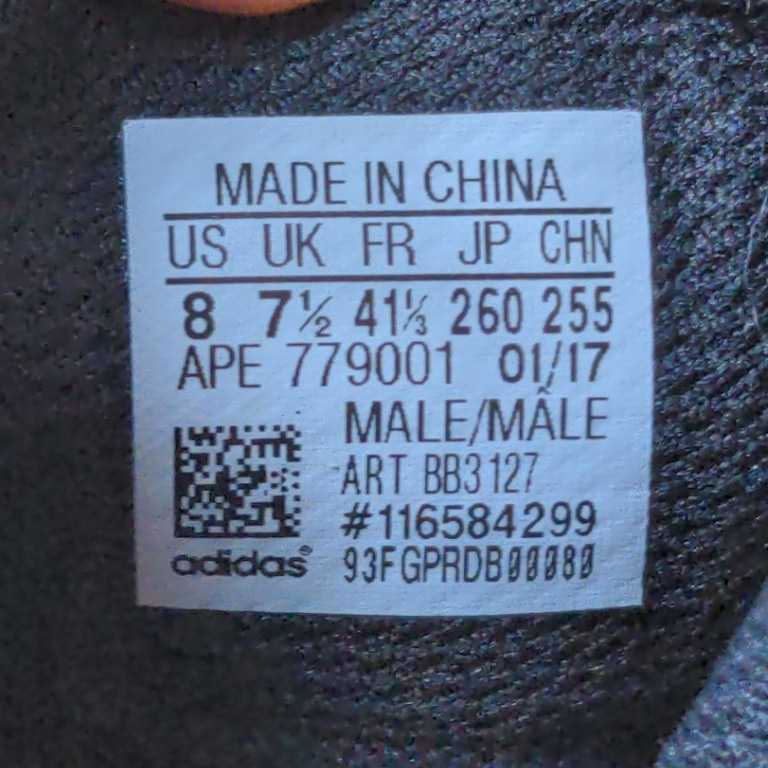 MADE IN CHINA
US UK FR JP CHN
8 7½ 41⅓ 260 255
APE 779001 01/17
MALE/MÂLE
ART BB3127
#116584299
adidas® 93FGPRDB00080